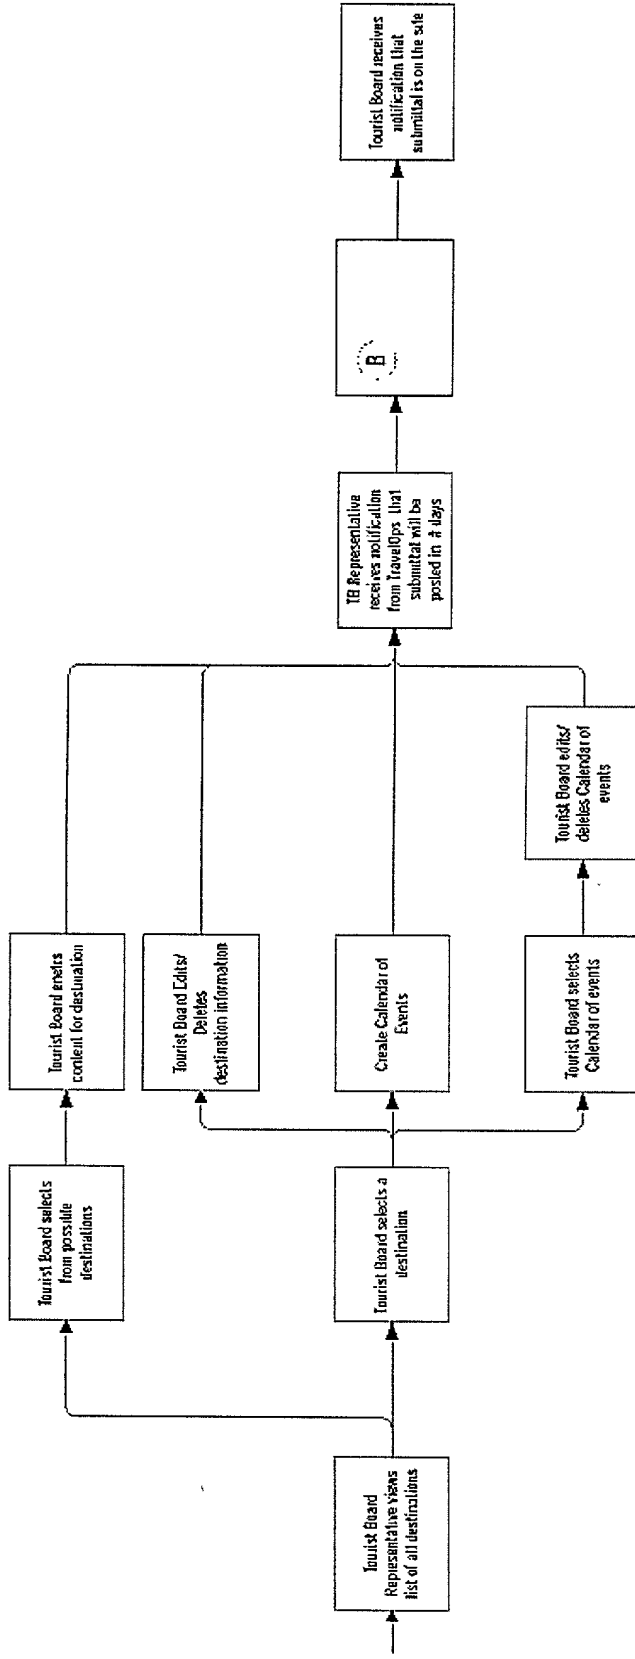 Tourist Board
Representative views
list of all destinations
Tourist Board selects
from possible
destinations
Tourist Board selects a
destination
Tourist Board enetrs
content for destination
Tourist Board Edits/
Deletes
destination information
Create Calendar of
Events
Tourist Board selects
Calendar of events
Tourist Board edits/
deletes Calendar of
events
TB Representative
receives notification
from TravelOps that
submittal will be
posted in # days
B
Tourist Board receives
notification that
submittal is on the site